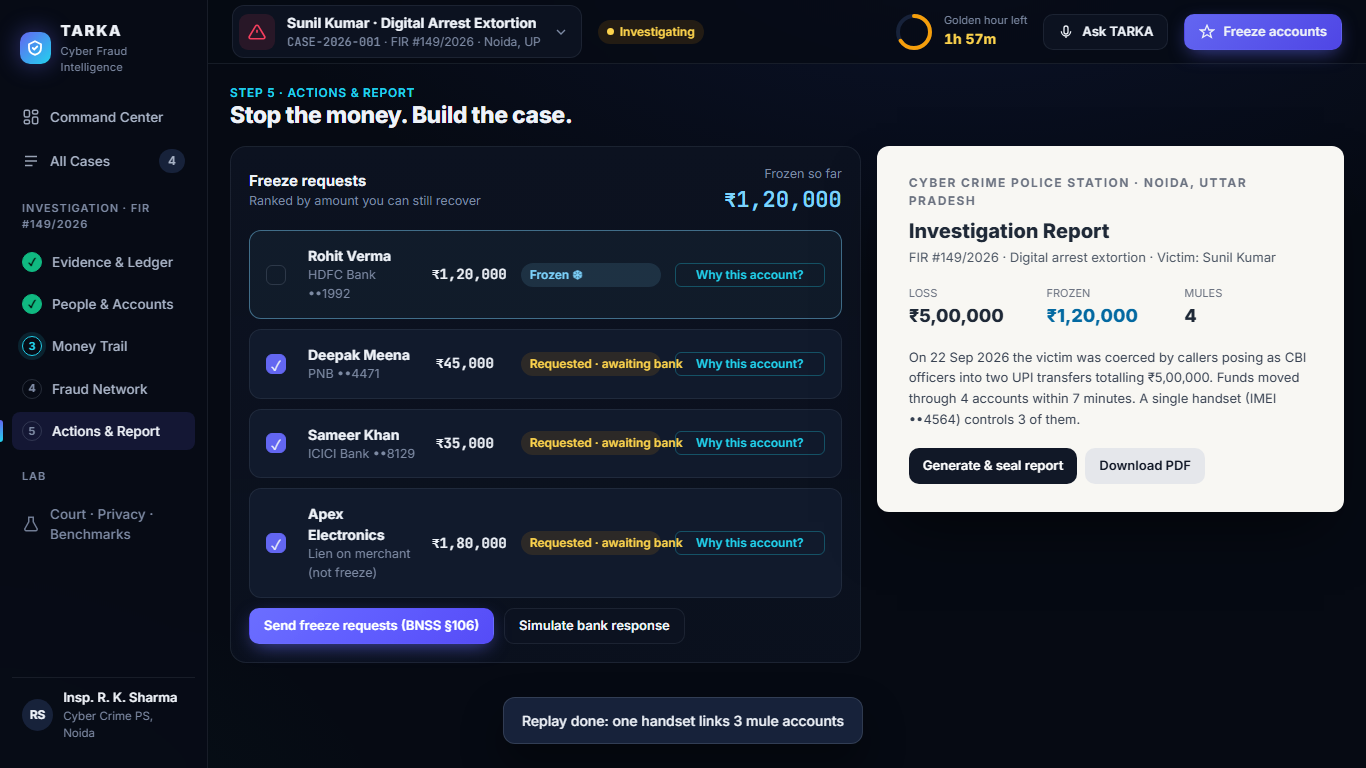 TARKA
Cyber Fraud
Intelligence
Command Center
All Cases 4
INVESTIGATION · FIR
#149/2026
✓ Evidence & Ledger
✓ People & Accounts
3 Money Trail
4 Fraud Network
5 Actions & Report
LAB
Court · Privacy ·
Benchmarks
RS
Insp. R. K. Sharma
Cyber Crime PS,
Noida
Sunil Kumar · Digital Arrest Extortion
CASE-2026-001 · FIR #149/2026 · Noida, UP
Investigating
Golden hour left
1h 57m
Ask TARKA
Freeze accounts
STEP 5 · ACTIONS & REPORT
Stop the money. Build the case.
Freeze requests
Ranked by amount you can still recover
Frozen so far
₹1,20,000
Rohit Verma
HDFC Bank
••1992
₹1,20,000
Frozen ❄
Why this account?
Deepak Meena
PNB ••4471
₹45,000
Requested · awaiting bank
Why this account?
Sameer Khan
ICICI Bank ••8129
₹35,000
Requested · awaiting bank
Why this account?
Apex
Electronics
Lien on merchant
(not freeze)
₹1,80,000
Requested · awaiting bank
Why this account?
Send freeze requests (BNSS §106)
Simulate bank response
CYBER CRIME POLICE STATION · NOIDA, UTTAR
PRADESH
Investigation Report
FIR #149/2026 · Digital arrest extortion · Victim: Sunil Kumar
LOSS FROZEN MULES
₹5,00,000 ₹1,20,000 4
On 22 Sep 2026 the victim was coerced by callers posing as CBI
officers into two UPI transfers totalling ₹5,00,000. Funds moved
through 4 accounts within 7 minutes. A single handset (IMEI
••4564) controls 3 of them.
Generate & seal report
Download PDF
Replay done: one handset links 3 mule accounts